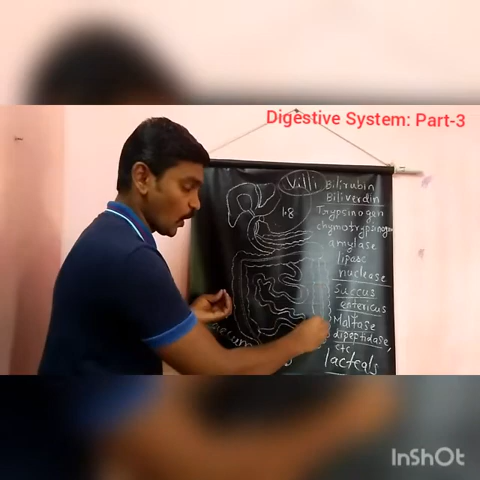 Digestive System: Part-3
Villi
Bilirubin
Biliverdin
1.8
Trypsinogen
chymotrypsinogen
amylase
lipase
nuclease
Succus
entericus
Maltase
dipeptidase,
etc
lacteals
InShOt